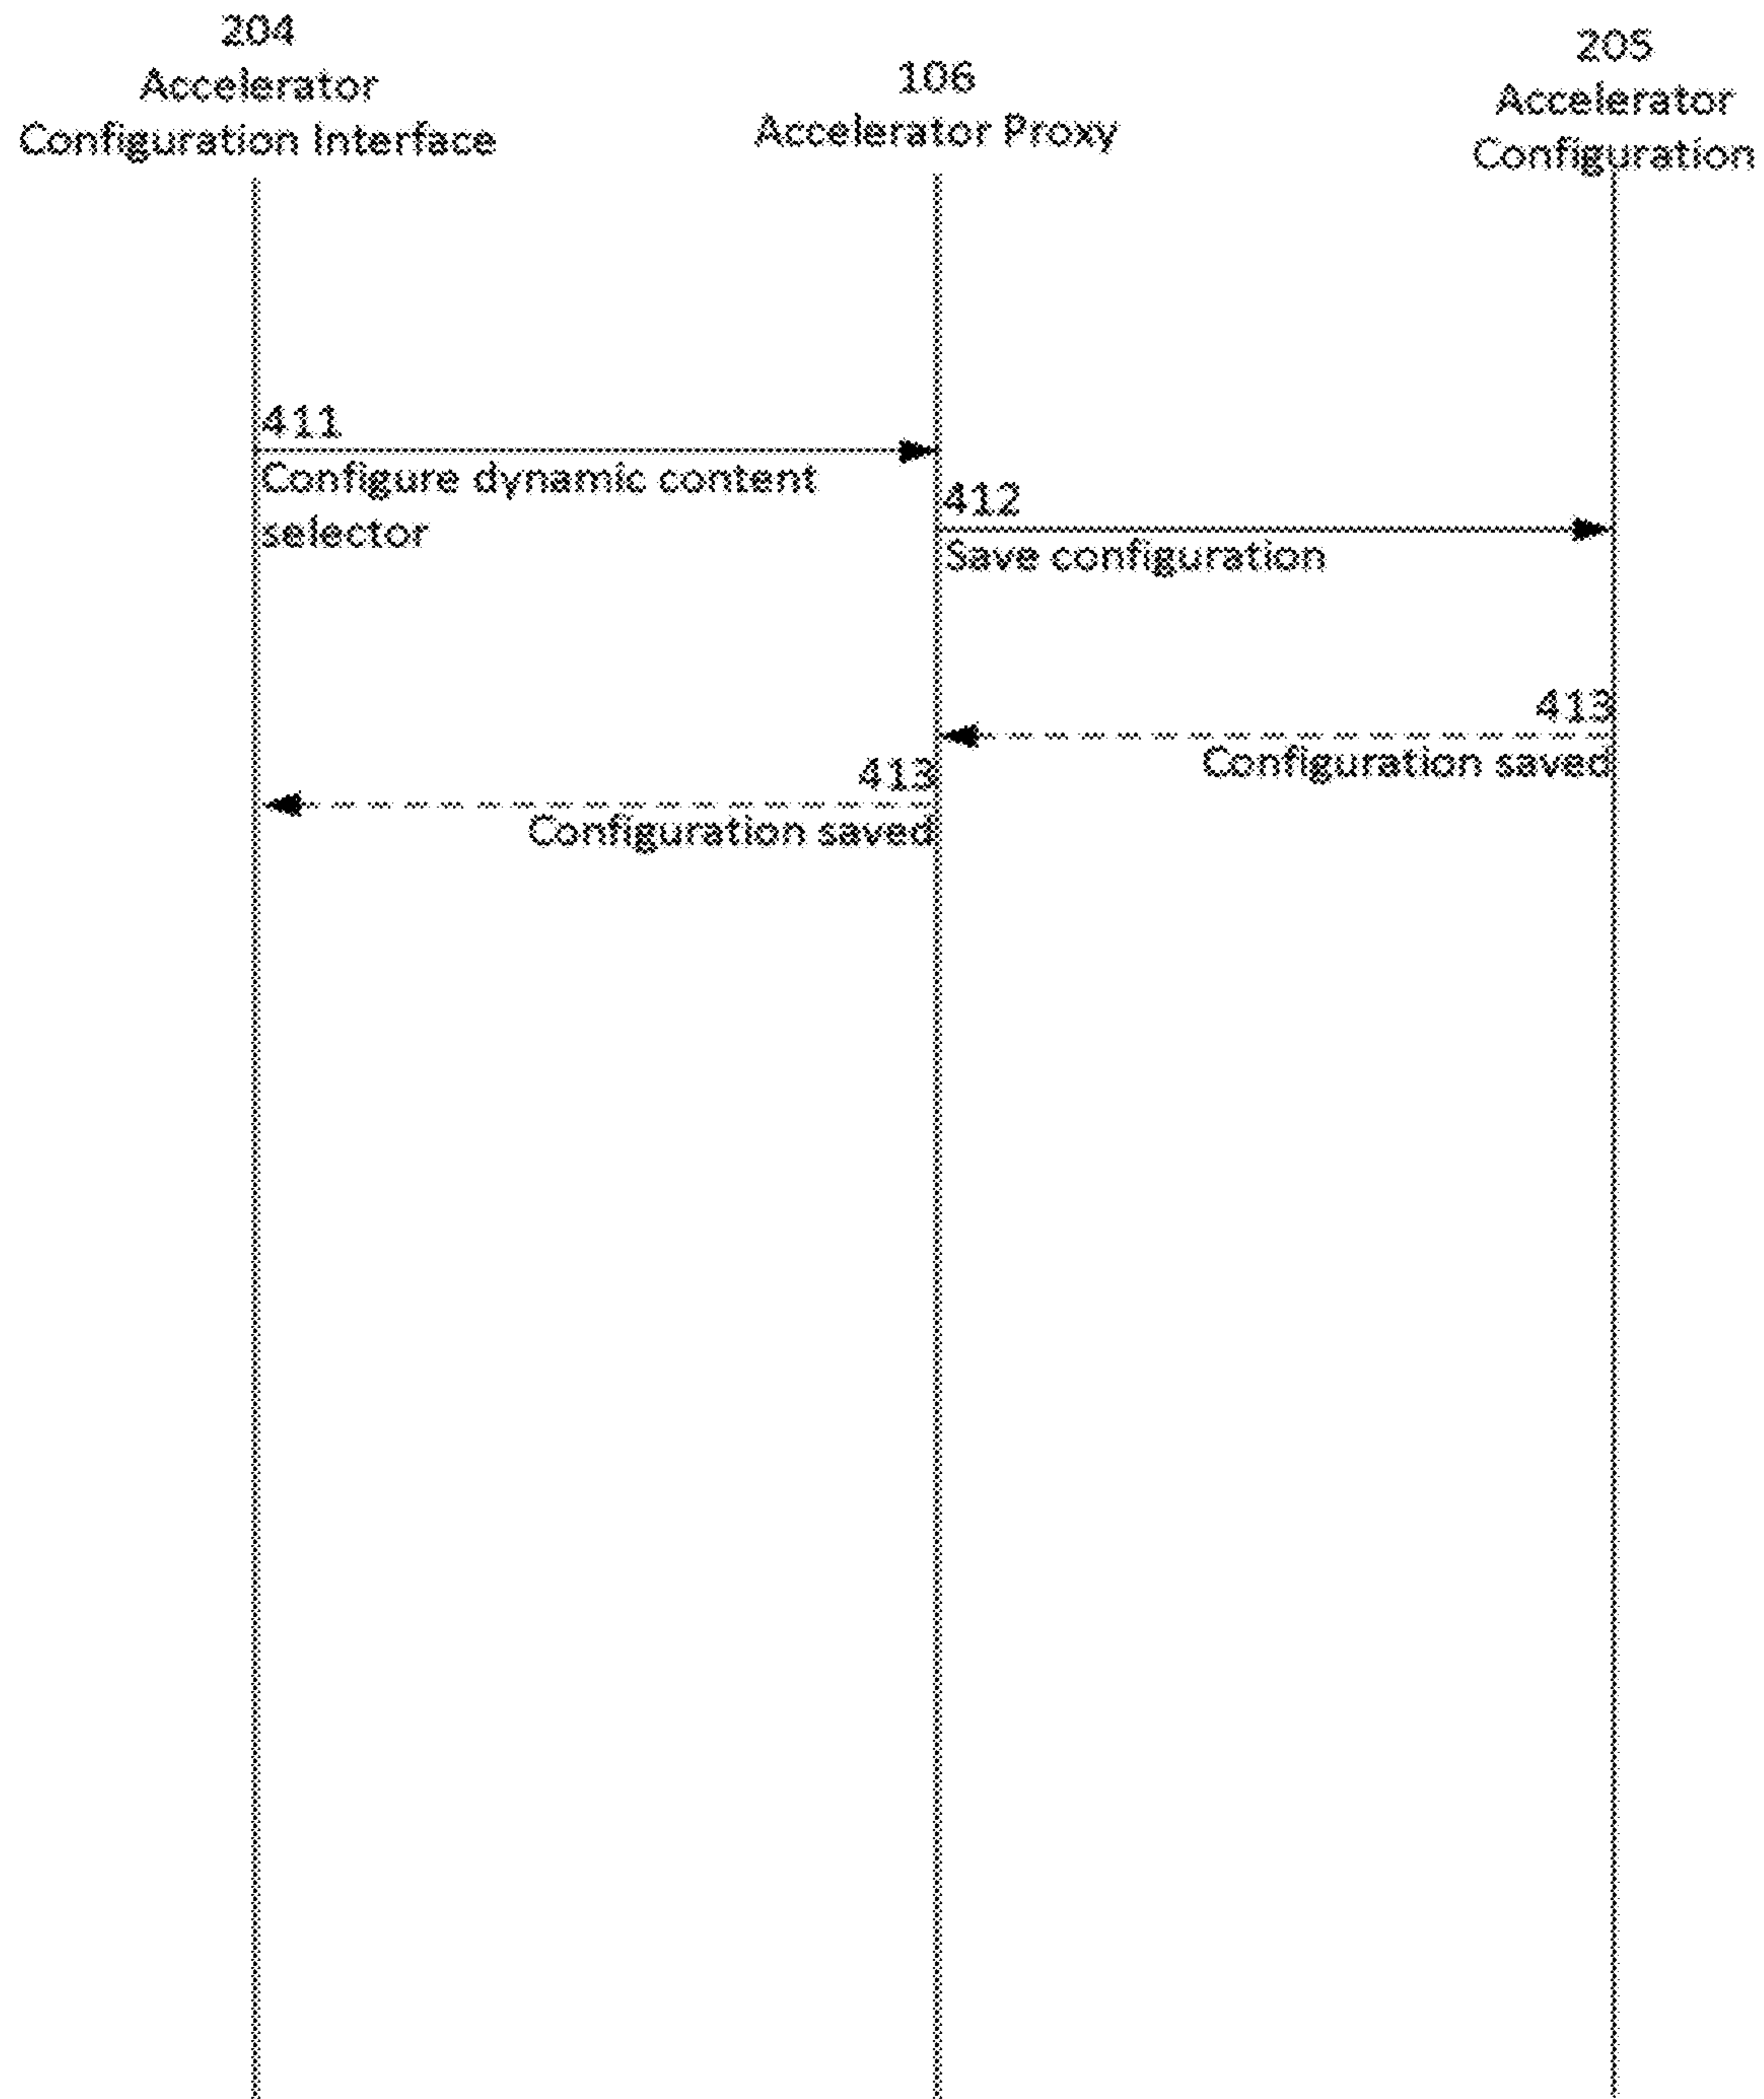 204
Accelerator
Configuration Interface
106
Accelerator Proxy
205
Accelerator
Configuration
411
Configure dynamic content
selector
412
Save configuration
413
Configuration saved
413
Configuration saved